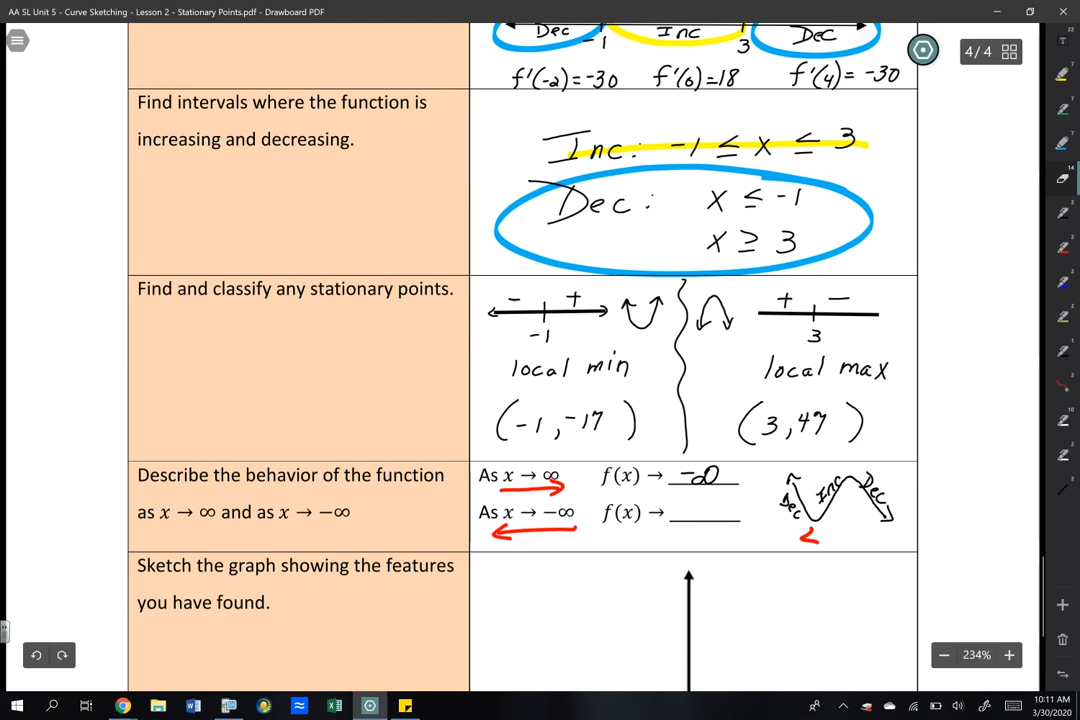 AA SL Unit 5 - Curve Sketching - Lesson 2 - Stationary Points.pdf - Drawboard PDF
4/4
Dec -1 Inc 3 Dec
f'(-2)=-30 f'(0)=18 f'(4)= -30
Find intervals where the function is
increasing and decreasing.
Inc: -1 ≤ x ≤ 3
Dec: x ≤ -1
x ≥ 3
Find and classify any stationary points.
- + + -
-1 3
local min local max
(-1, -17) (3, 47)
Describe the behavior of the function
as x → ∞ and as x → −∞
As x → ∞ f(x) → -∞
As x → −∞ f(x) → ______
Dec Inc Dec
Sketch the graph showing the features
you have found.
234%
10:11 AM
3/30/2020